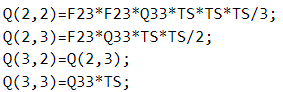 Q(2,2)=F23*F23*Q33*TS*TS*TS/3;
Q(2,3)=F23*Q33*TS*TS/2;
Q(3,2)=Q(2,3);
Q(3,3)=Q33*TS;